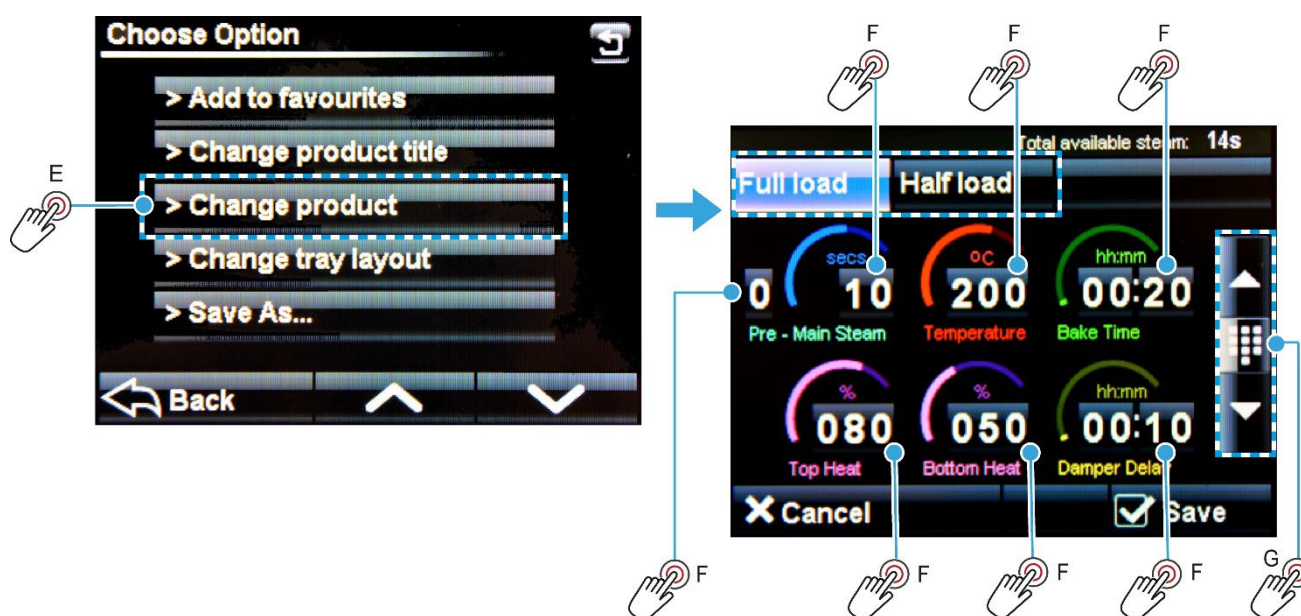 Choose Option
> Add to favourites
> Change product title
> Change product
> Change tray layout
> Save As...
Back
E
F F F
Total available steam: 14s
Full load Half load
secs °C hh:mm
0 10 200 00:20
Pre - Main Steam Temperature Bake Time
% % hh:mm
080 050 00:10
Top Heat Bottom Heat Damper Delay
Cancel Save
F F F F G